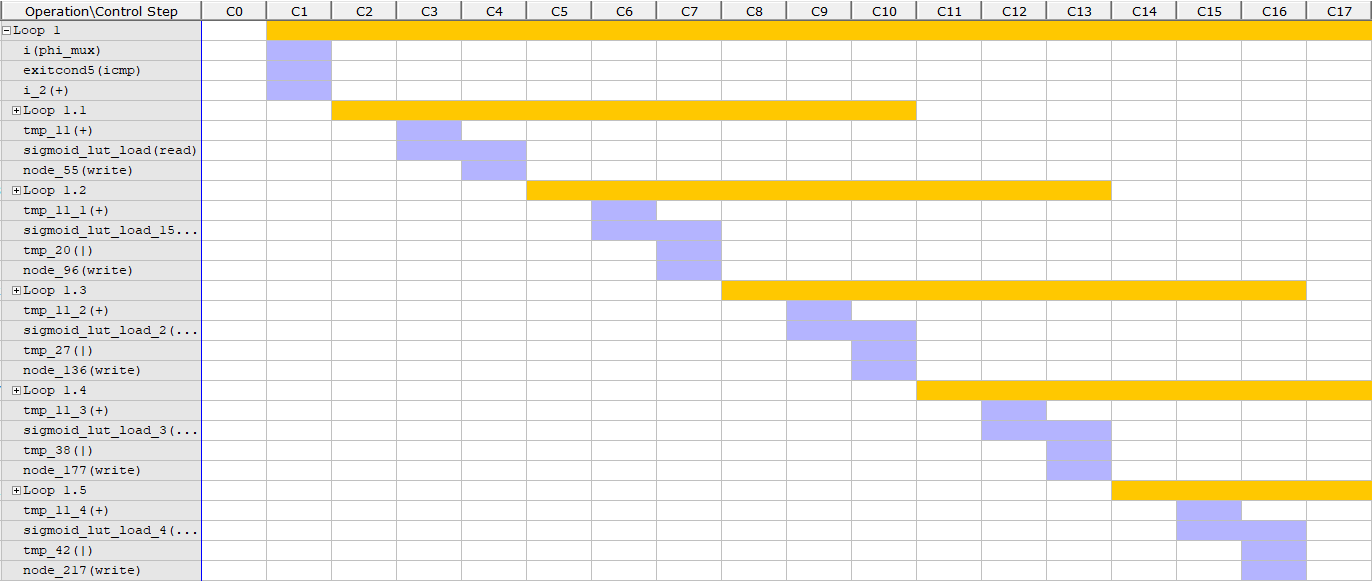 Operation\Control Step C0 C1 C2 C3 C4 C5 C6 C7 C8 C9 C10 C11 C12 C13 C14 C15 C16 C17
Loop 1
i(phi_mux)
exitcond5(icmp)
i_2(+)
Loop 1.1
tmp_11(+)
sigmoid_lut_load(read)
node_55(write)
Loop 1.2
tmp_11_1(+)
sigmoid_lut_load_15...
tmp_20(|)
node_96(write)
Loop 1.3
tmp_11_2(+)
sigmoid_lut_load_2(...
tmp_27(|)
node_136(write)
Loop 1.4
tmp_11_3(+)
sigmoid_lut_load_3(...
tmp_38(|)
node_177(write)
Loop 1.5
tmp_11_4(+)
sigmoid_lut_load_4(...
tmp_42(|)
node_217(write)